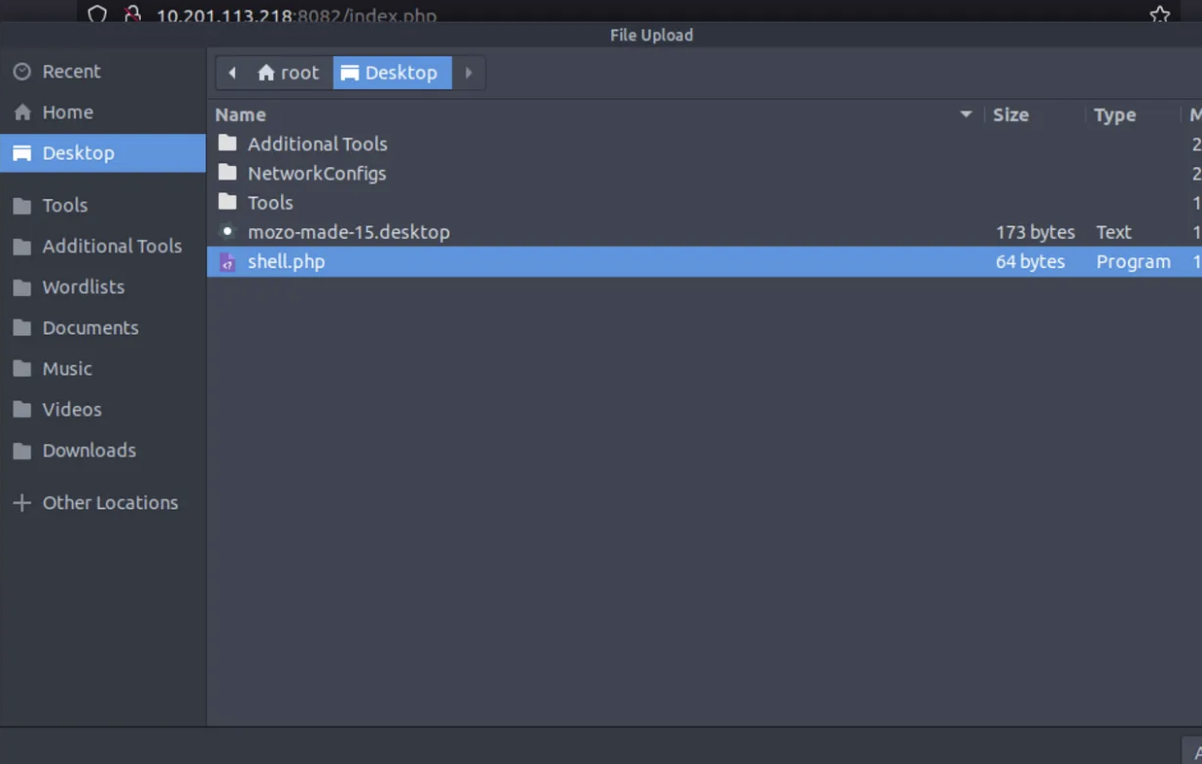 10.201.113.218:8082/index.php
File Upload
Recent
root Desktop
Home
Name Size Type M
Desktop
Additional Tools 2
NetworkConfigs 2
Tools 1
mozo-made-15.desktop 173 bytes Text 1
shell.php 64 bytes Program 1
Tools
Additional Tools
Wordlists
Documents
Music
Videos
Downloads
Other Locations
A